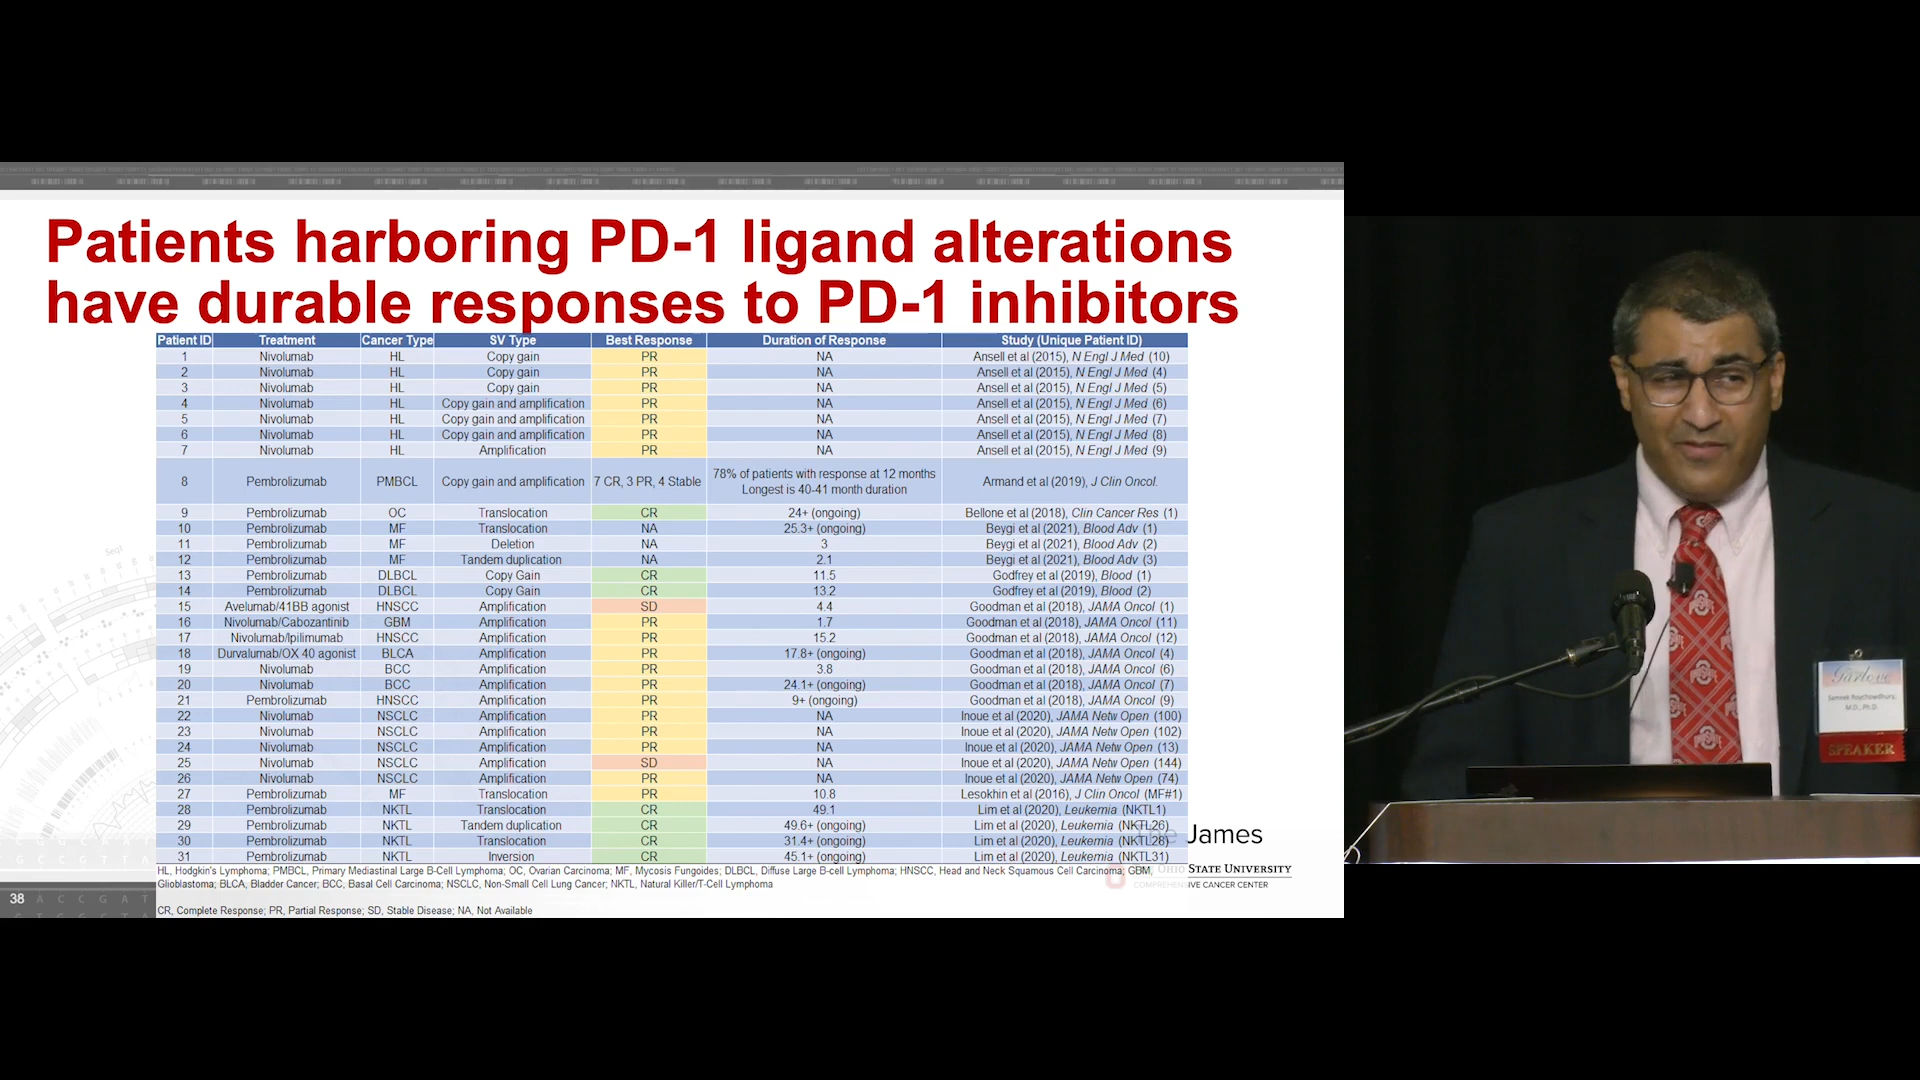 Patients harboring PD-1 ligand alterations
have durable responses to PD-1 inhibitors
Patient ID Treatment Cancer Type SV Type Best Response Duration of Response Study (Unique Patient ID)
1 Nivolumab HL Copy gain PR NA Ansell et al (2015), N Engl J Med (10)
2 Nivolumab HL Copy gain PR NA Ansell et al (2015), N Engl J Med (4)
3 Nivolumab HL Copy gain PR NA Ansell et al (2015), N Engl J Med (5)
4 Nivolumab HL Copy gain and amplification PR NA Ansell et al (2015), N Engl J Med (6)
5 Nivolumab HL Copy gain and amplification PR NA Ansell et al (2015), N Engl J Med (7)
6 Nivolumab HL Copy gain and amplification PR NA Ansell et al (2015), N Engl J Med (8)
7 Nivolumab HL Amplification PR NA Ansell et al (2015), N Engl J Med (9)
8 Pembrolizumab PMBCL Copy gain and amplification 7 CR, 3 PR, 4 Stable 78% of patients with response at 12 months Longest is 40-41 month duration Armand et al (2019), J Clin Oncol.
9 Pembrolizumab OC Translocation CR 24+ (ongoing) Bellone et al (2018), Clin Cancer Res (1)
10 Pembrolizumab MF Translocation NA 25.3+ (ongoing) Beygi et al (2021), Blood Adv (1)
11 Pembrolizumab MF Deletion NA 3 Beygi et al (2021), Blood Adv (2)
12 Pembrolizumab MF Tandem duplication NA 2.1 Beygi et al (2021), Blood Adv (3)
13 Pembrolizumab DLBCL Copy Gain CR 11.5 Godfrey et al (2019), Blood (1)
14 Pembrolizumab DLBCL Copy Gain CR 13.2 Godfrey et al (2019), Blood (2)
15 Avelumab/41BB agonist HNSCC Amplification SD 4.4 Goodman et al (2018), JAMA Oncol (1)
16 Nivolumab/Cabozantinib GBM Amplification PR 1.7 Goodman et al (2018), JAMA Oncol (11)
17 Nivolumab/Ipilimumab HNSCC Amplification PR 15.2 Goodman et al (2018), JAMA Oncol (12)
18 Durvalumab/OX 40 agonist BLCA Amplification PR 17.8+ (ongoing) Goodman et al (2018), JAMA Oncol (4)
19 Nivolumab BCC Amplification PR 3.8 Goodman et al (2018), JAMA Oncol (6)
20 Nivolumab BCC Amplification PR 24.1+ (ongoing) Goodman et al (2018), JAMA Oncol (7)
21 Pembrolizumab HNSCC Amplification PR 9+ (ongoing) Goodman et al (2018), JAMA Oncol (9)
22 Nivolumab NSCLC Amplification PR NA Inoue et al (2020), JAMA Netw Open (100)
23 Nivolumab NSCLC Amplification PR NA Inoue et al (2020), JAMA Netw Open (102)
24 Nivolumab NSCLC Amplification PR NA Inoue et al (2020), JAMA Netw Open (13)
25 Nivolumab NSCLC Amplification SD NA Inoue et al (2020), JAMA Netw Open (144)
26 Nivolumab NSCLC Amplification PR NA Inoue et al (2020), JAMA Netw Open (74)
27 Pembrolizumab MF Translocation PR 10.8 Lesokhin et al (2016), J Clin Oncol (MF#1)
28 Pembrolizumab NKTL Translocation CR 49.1 Lim et al (2020), Leukemia (NKTL1)
29 Pembrolizumab NKTL Tandem duplication CR 49.6+ (ongoing) Lim et al (2020), Leukemia (NKTL26)
30 Pembrolizumab NKTL Translocation CR 31.4+ (ongoing) Lim et al (2020), Leukemia (NKTL28)
31 Pembrolizumab NKTL Inversion CR 45.1+ (ongoing) Lim et al (2020), Leukemia (NKTL31)
HL, Hodgkin's Lymphoma; PMBCL, Primary Mediastinal Large B-Cell Lymphoma; OC, Ovarian Carcinoma; MF, Mycosis Fungoides; DLBCL, Diffuse Large B-cell Lymphoma; HNSCC, Head and Neck Squamous Cell Carcinoma; GBM,
Glioblastoma; BLCA, Bladder Cancer; BCC, Basal Cell Carcinoma; NSCLC, Non-Small Cell Lung Cancer; NKTL, Natural Killer/T-Cell Lymphoma
CR, Complete Response; PR, Partial Response; SD, Stable Disease; NA, Not Available
The James
OHIO STATE UNIVERSITY
COMPREHENSIVE CANCER CENTER
38
Seq1
Sameek Roychowdhury,
M.D., Ph.D.
SPEAKER